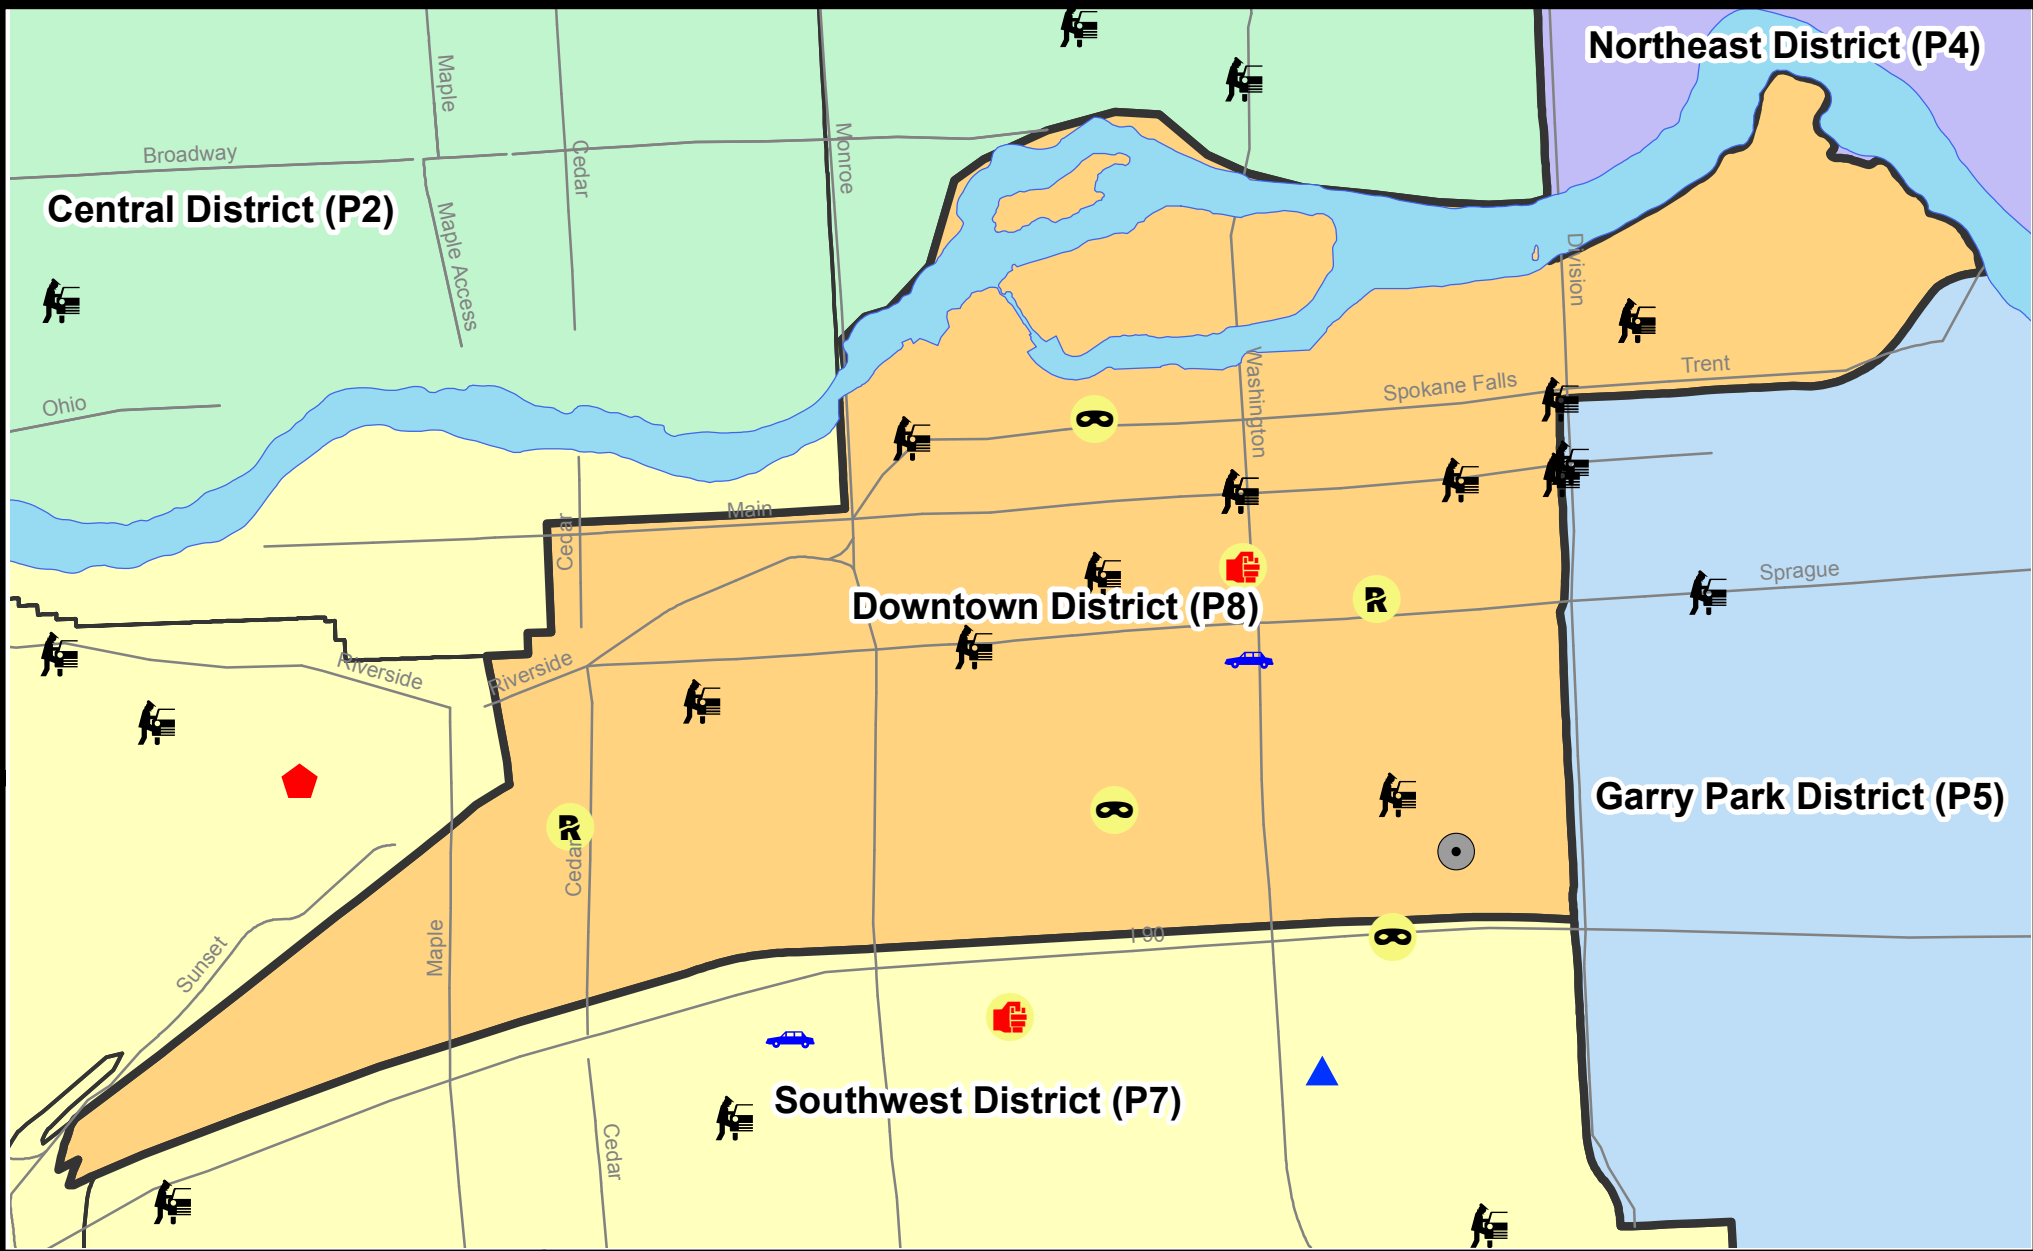 Northeast District (P4)
Maple
Monroe
Cedar
Broadway
Central District (P2)
Maple Access
Division
Trent
Spokane Falls
Washington
Ohio
Main
Cedar
Sprague
Downtown District (P8)
Riverside
Riverside
R
Garry Park District (P5)
R
Cedar
Maple
I-90
Sunset
Southwest District (P7)
Cedar